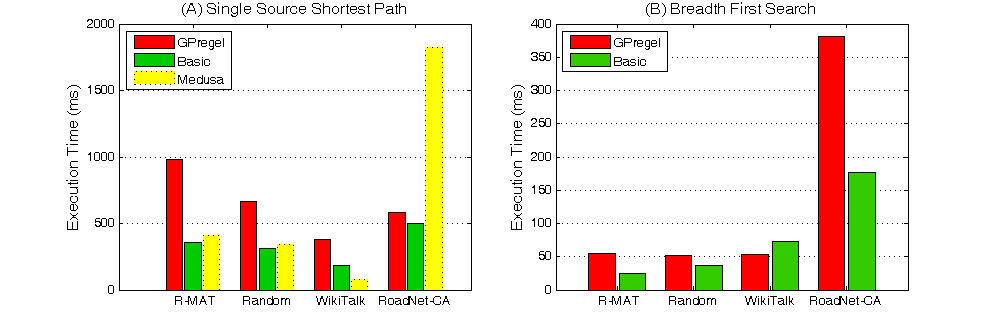 (A) Single Source Shortest Path
2000
1500
1000
500
0
Execution Time (ms)
GPregel
Basic
Medusa
R-MAT Random WikiTalk RoadNet-CA
(B) Breadth First Search
400
350
300
250
200
150
100
50
0
Execution Time (ms)
GPregel
Basic
R-MAT Random WikiTalk RoadNet-CA